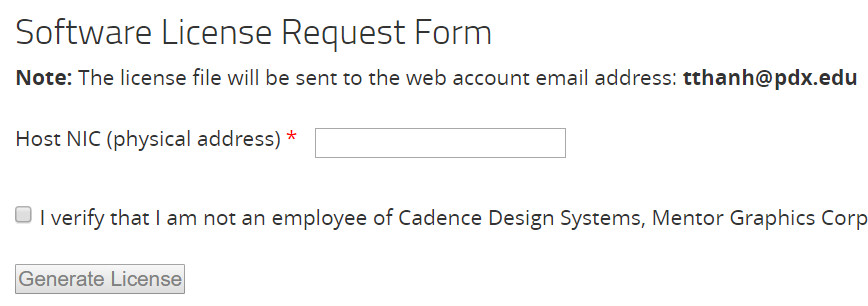 Software License Request Form
Note: The license file will be sent to the web account email address: tthanh@pdx.edu
Host NIC (physical address) *
I verify that I am not an employee of Cadence Design Systems, Mentor Graphics Corp
Generate License